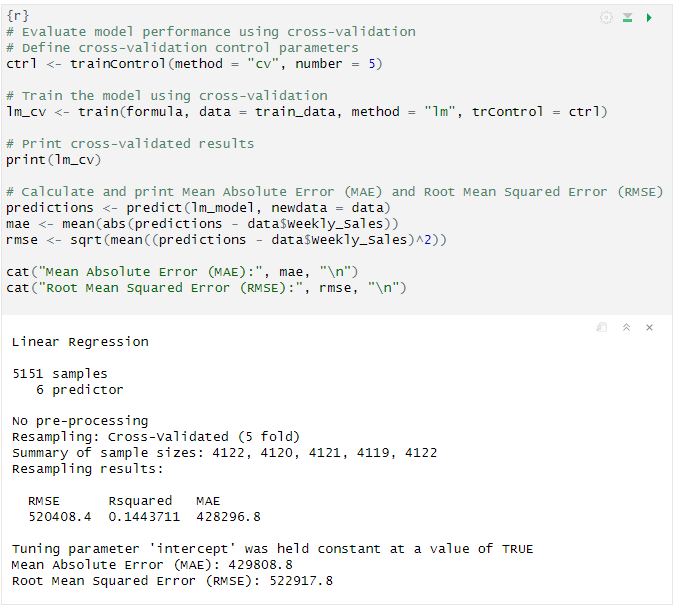 {r}
# Evaluate model performance using cross-validation
# Define cross-validation control parameters
ctrl <- trainControl(method = "cv", number = 5)
# Train the model using cross-validation
lm_cv <- train(formula, data = train_data, method = "lm", trControl = ctrl)
# Print cross-validated results
print(lm_cv)
# Calculate and print Mean Absolute Error (MAE) and Root Mean Squared Error (RMSE)
predictions <- predict(lm_model, newdata = data)
mae <- mean(abs(predictions - data$Weekly_Sales))
rmse <- sqrt(mean((predictions - data$Weekly_Sales)^2))
cat("Mean Absolute Error (MAE):", mae, "\n")
cat("Root Mean Squared Error (RMSE):", rmse, "\n")
Linear Regression
5151 samples
6 predictor
No pre-processing
Resampling: Cross-Validated (5 fold)
Summary of sample sizes: 4122, 4120, 4121, 4119, 4122
Resampling results:
RMSE Rsquared MAE
520408.4 0.1443711 428296.8
Tuning parameter 'intercept' was held constant at a value of TRUE
Mean Absolute Error (MAE): 429808.8
Root Mean Squared Error (RMSE): 522917.8